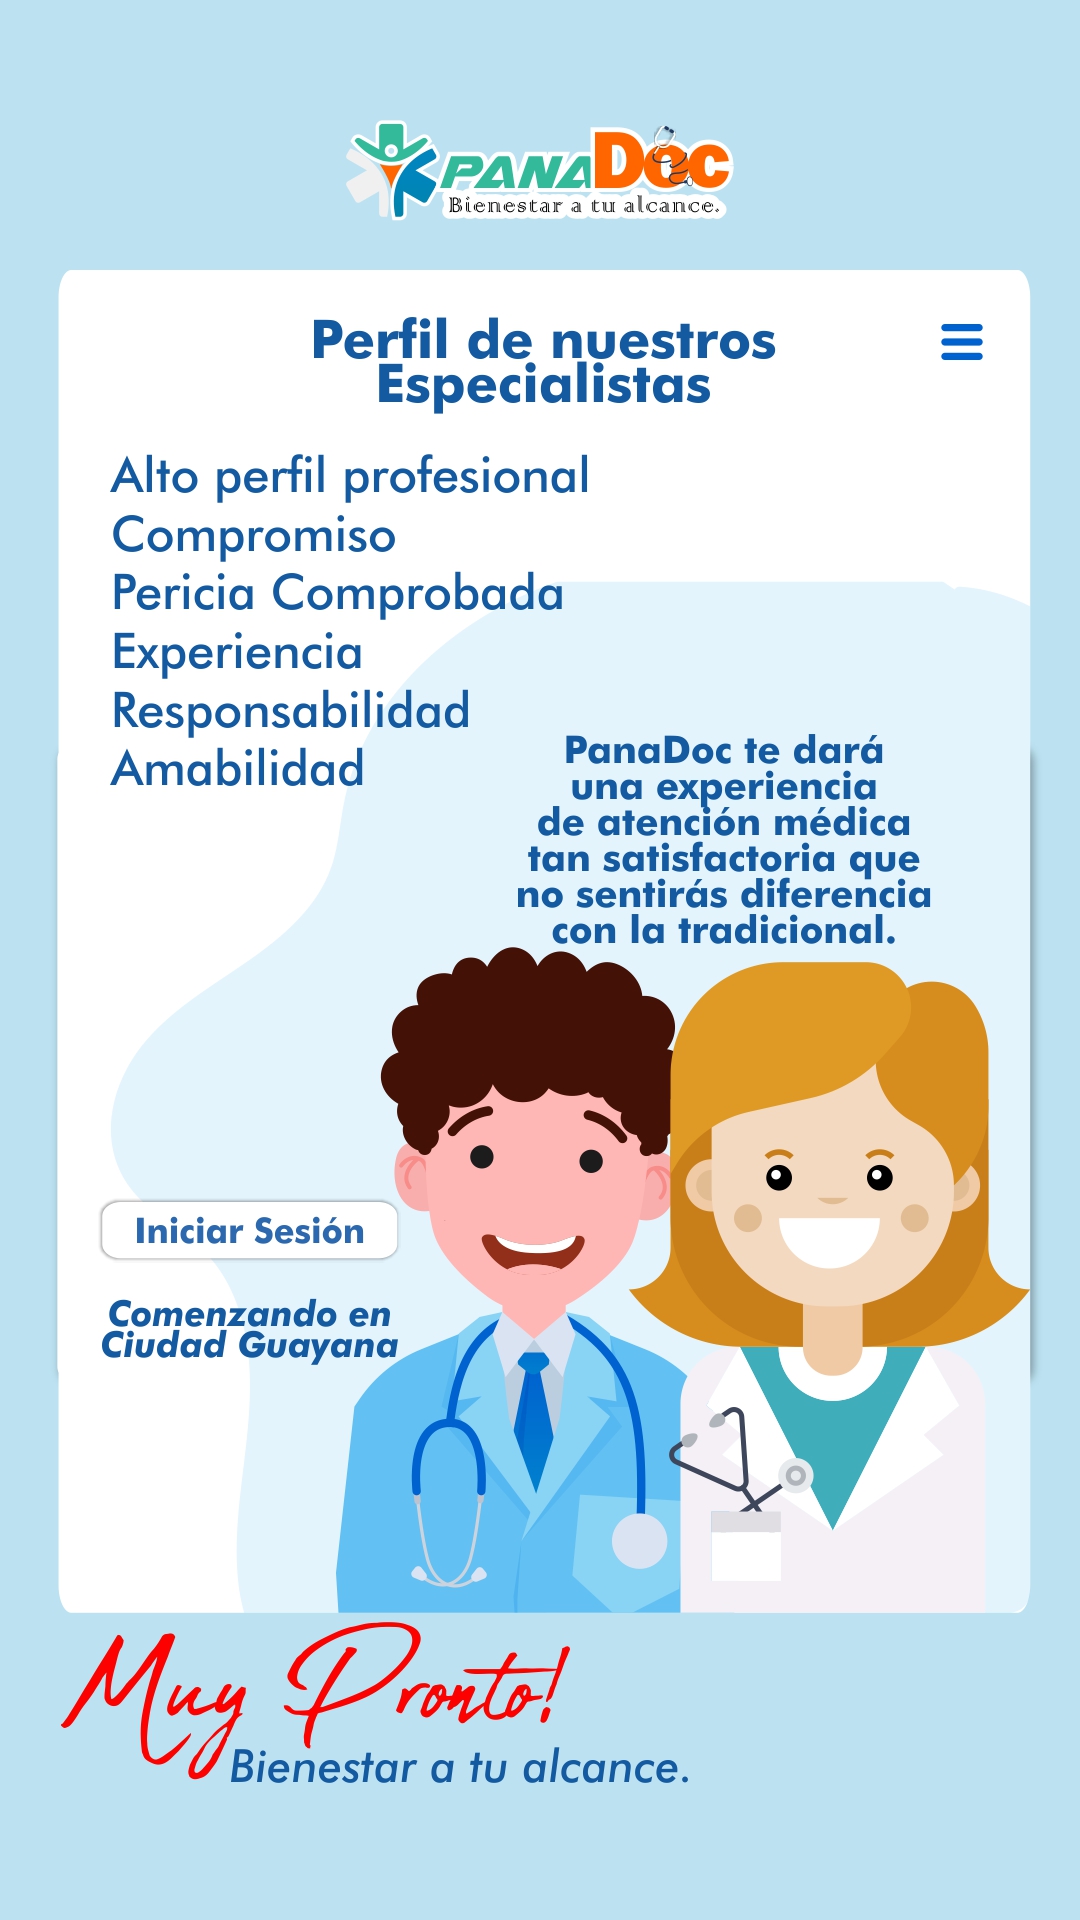 PANADoc
Bienestar a tu alcance.
Perfil de nuestros
Especialistas
Alto perfil profesional
Compromiso
Pericia Comprobada
Experiencia
Responsabilidad
Amabilidad
PanaDoc te dará
una experiencia
de atención médica
tan satisfactoria que
no sentirás diferencia
con la tradicional.
Iniciar Sesión
Comenzando en
Ciudad Guayana
Muy Pronto!
Bienestar a tu alcance.